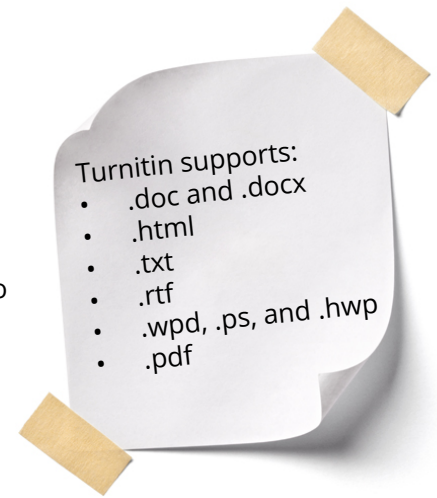 Turnitin supports:
• .doc and .docx
• .html
• .txt
• .rtf
• .wpd, .ps, and .hwp
• .pdf